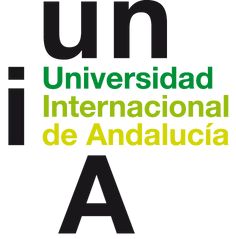 un
i Universidad
Internacional
de Andalucía
A